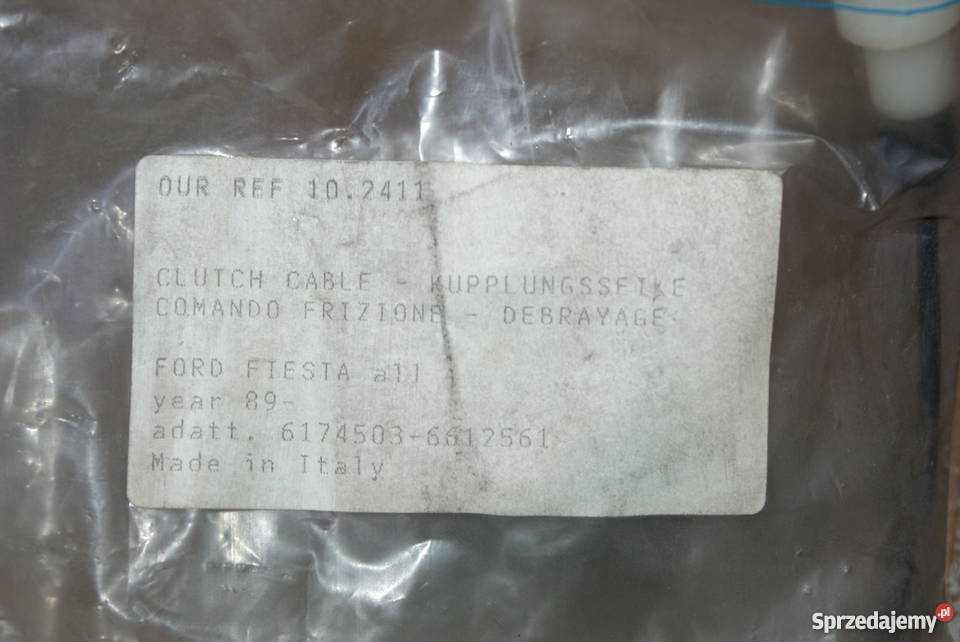 OUR REF 10.2411
CLUTCH CABLE - KUPPLUNGSSEILE
COMANDO FRIZIONE - DEBRAYAGE
FORD FIESTA all
year 89-
adatt. 6174503-6612561
Made in Italy
Sprzedajemy.pl